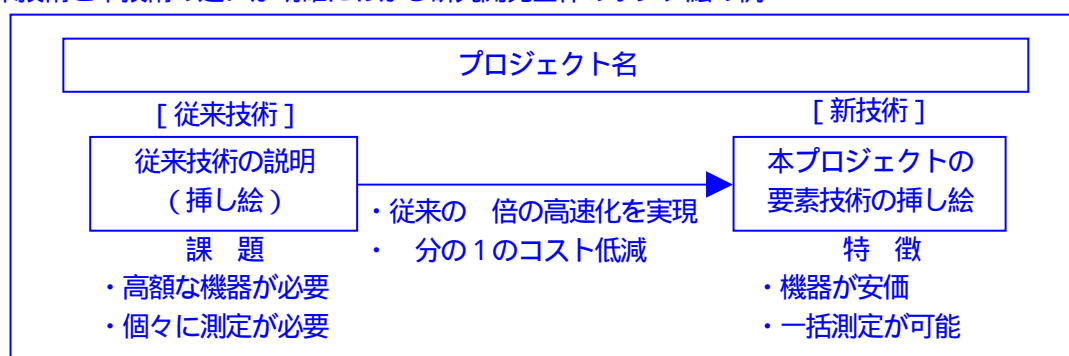 プロジェクト名
[従来技術] [新技術]
従来技術の説明
(挿し絵)
本プロジェクトの
要素技術の挿し絵
・従来の 倍の高速化を実現
・ 分の1のコスト低減
課 題
・高額な機器が必要
・個々に測定が必要
特 徴
・機器が安価
・一括測定が可能